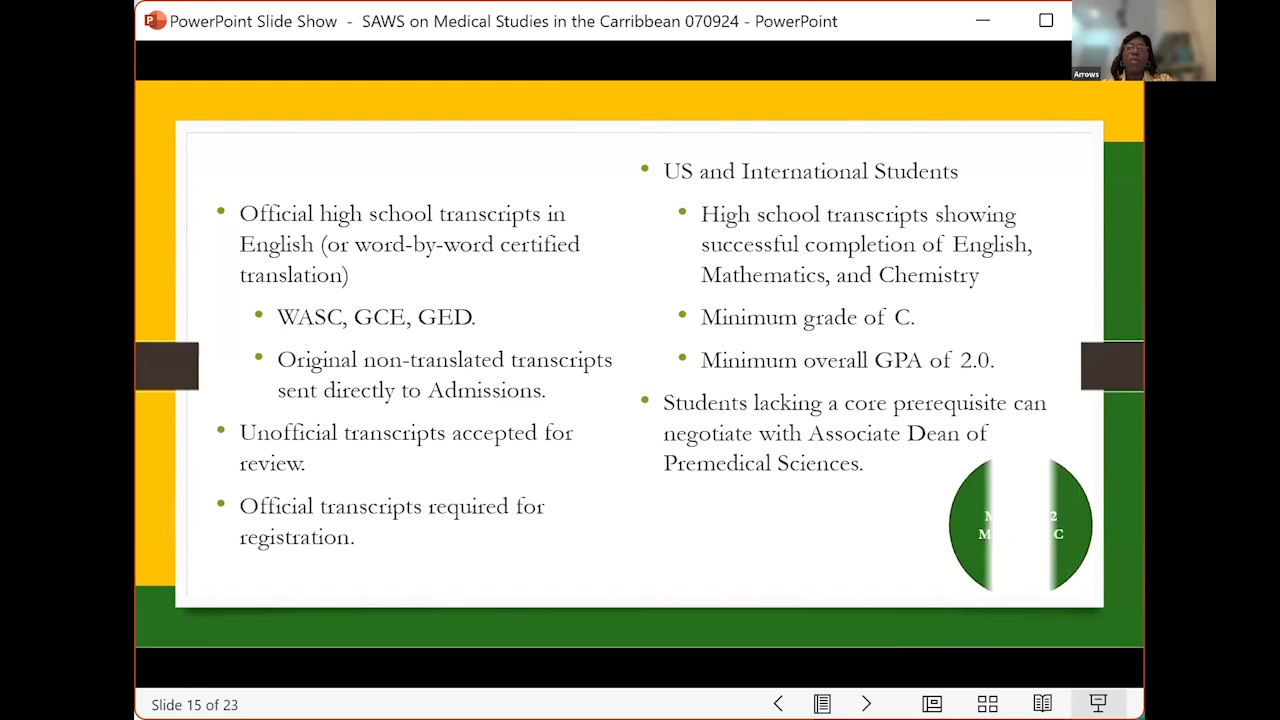 PowerPoint Slide Show - SAWS on Medical Studies in the Carribbean 070924 - PowerPoint
Arrows
Official high school transcripts in
English (or word-by-word certified
translation)
WASC, GCE, GED.
Original non-translated transcripts
sent directly to Admissions.
Unofficial transcripts accepted for
review.
Official transcripts required for
registration.
US and International Students
High school transcripts showing
successful completion of English,
Mathematics, and Chemistry
Minimum grade of C.
Minimum overall GPA of 2.0.
Students lacking a core prerequisite can
negotiate with Associate Dean of
Premedical Sciences.
Slide 15 of 23